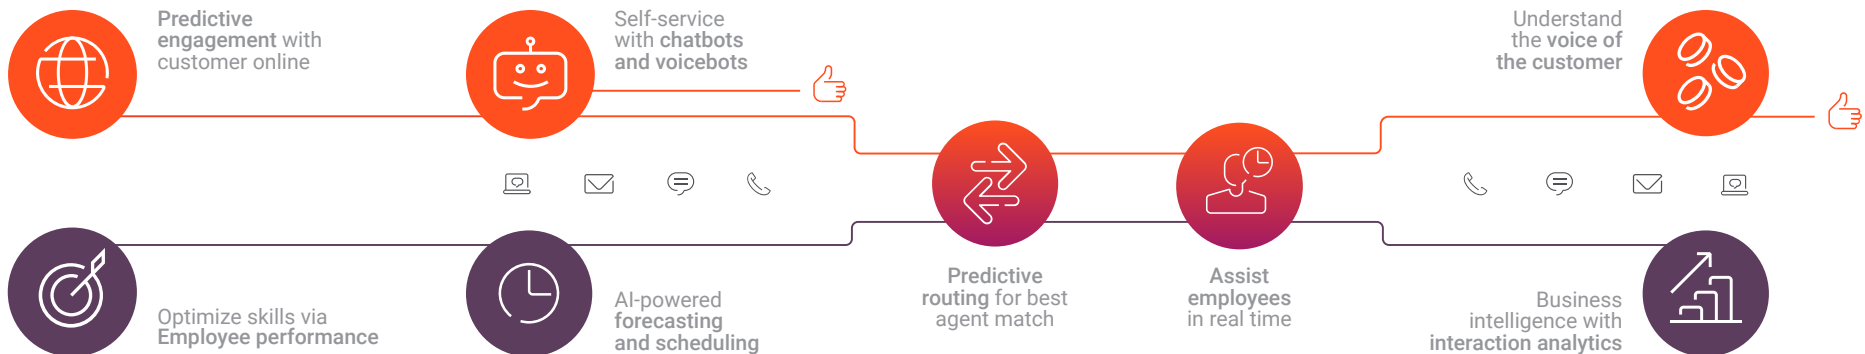 Predictive
engagement with
customer online
Self-service
with chatbots
and voicebots
Understand
the voice of
the customer
Optimize skills via
Employee performance
AI-powered
forecasting
and scheduling
Predictive
routing for best
agent match
Assist
employees
in real time
Business
intelligence with
interaction analytics